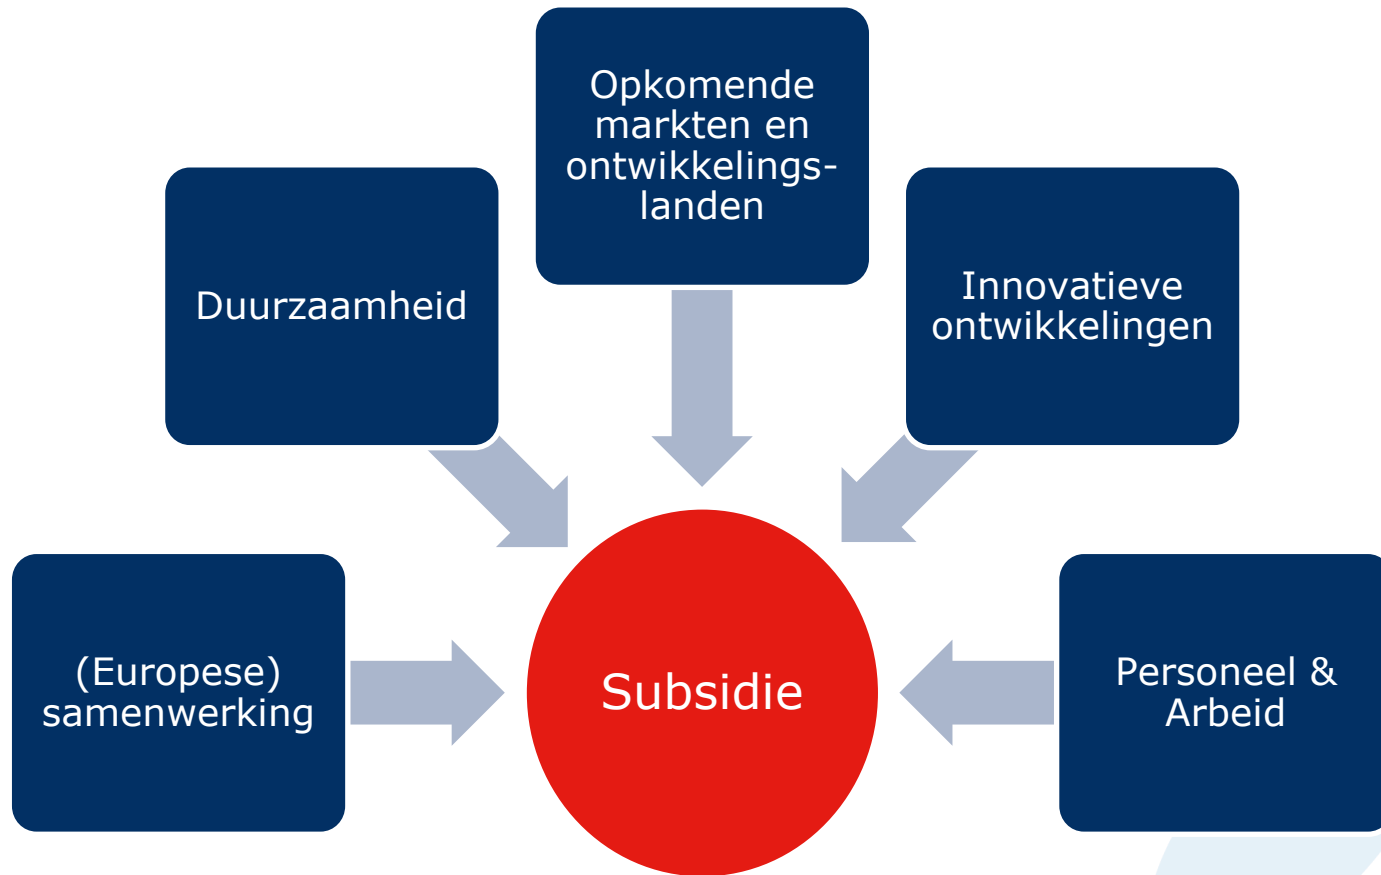 Opkomende
markten en
ontwikkelings-
landen
Duurzaamheid
Innovatieve
ontwikkelingen
(Europese)
samenwerking
Subsidie
Personeel &
Arbeid